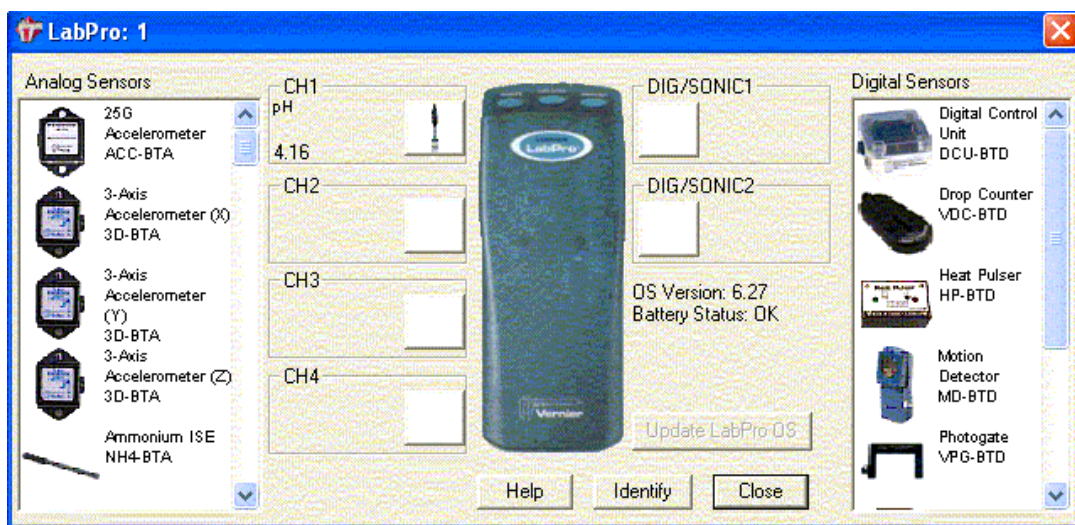 LabPro: 1
Analog Sensors
25G
Accelerometer
ACC-BTA
3-Axis
Accelerometer (X)
3D-BTA
3-Axis
Accelerometer
(Y)
3D-BTA
3-Axis
Accelerometer (Z)
3D-BTA
Ammonium ISE
NH4-BTA
CH1
pH
4.16
CH2
CH3
CH4
LabPro
Vernier
DIG/SONIC1
DIG/SONIC2
OS Version: 6.27
Battery Status: OK
Update LabPro OS
Help
Identify
Close
Digital Sensors
Digital Control
Unit
DCU-BTD
Drop Counter
VDC-BTD
Heat Pulser
HP-BTD
Motion
Detector
MD-BTD
Photogate
VPG-BTD